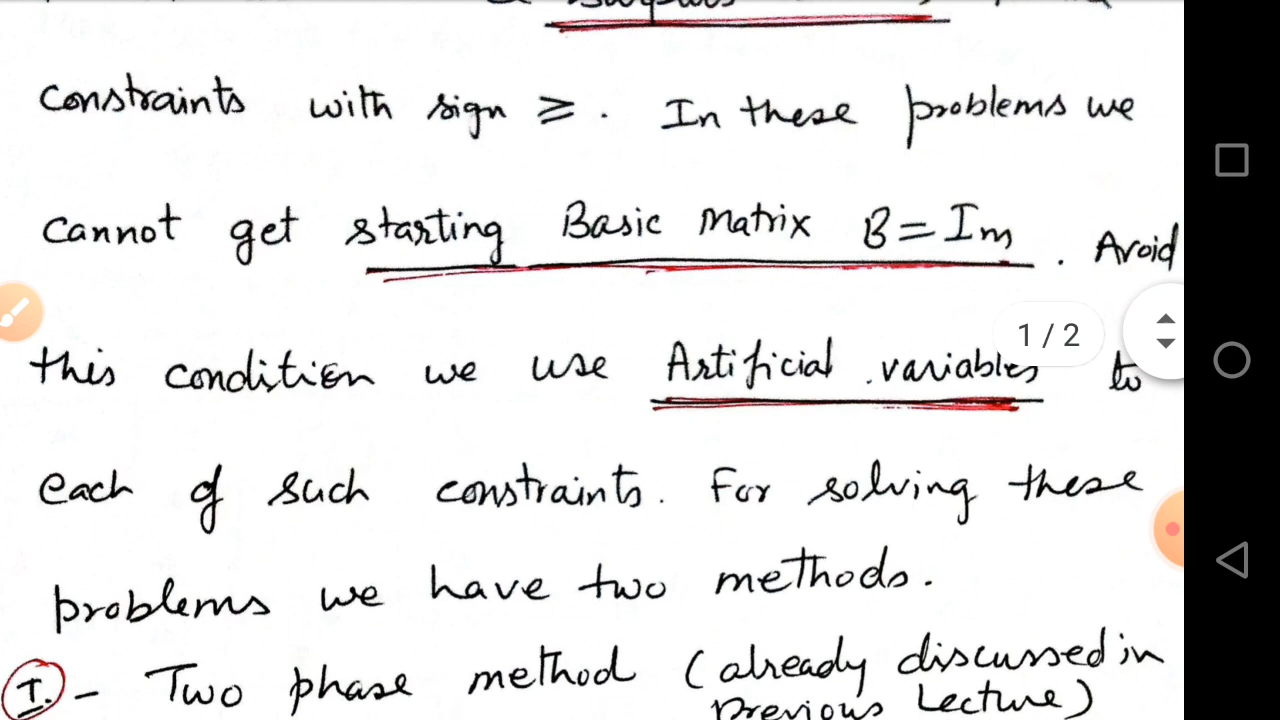 constraints with sign ≥. In these problems we
cannot get starting Basic Matrix B=Im. Avoid
1/2
this condition we use Artificial variables to
each of such constraints. For solving these
problems we have two methods.
I.- Two phase method (already discussed in
previous Lecture)